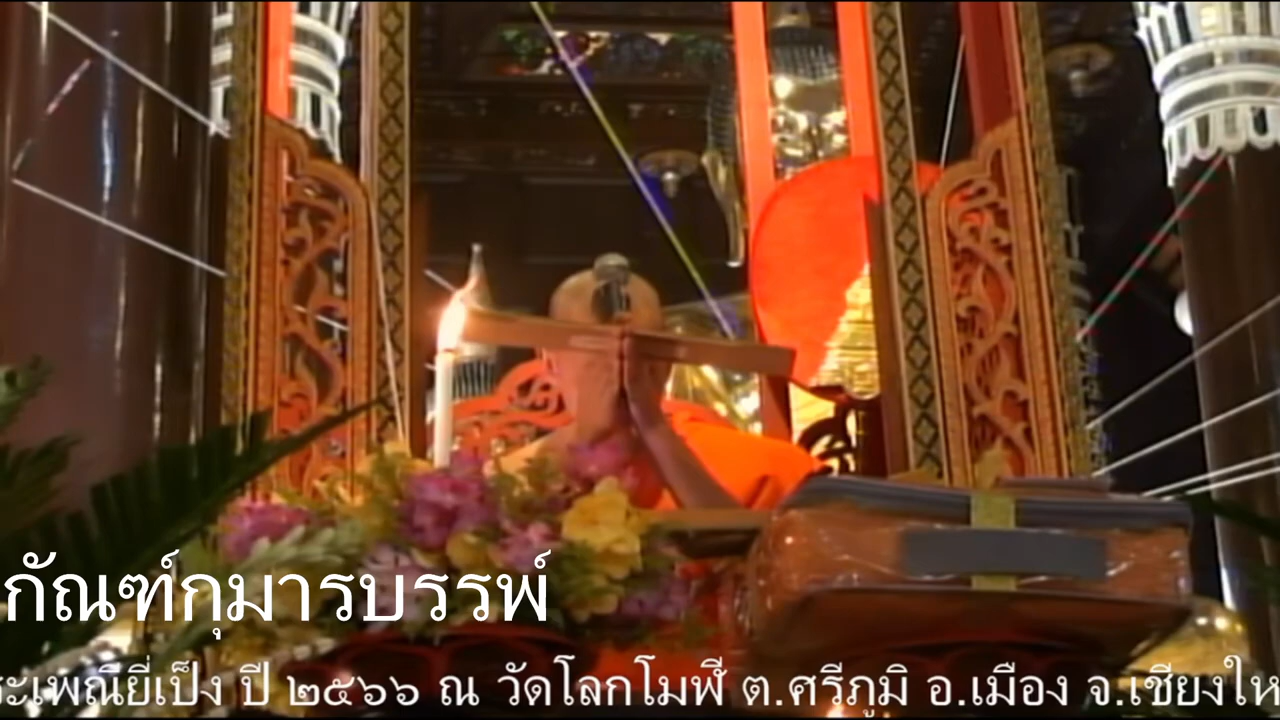 กัณฑ์กุมารบรรพ์
ระเพณียี่เป็ง ปี ๒๕๖๖ ณ วัดโลกโมฬี ต.ศรีภูมิ อ.เมือง จ.เชียงให